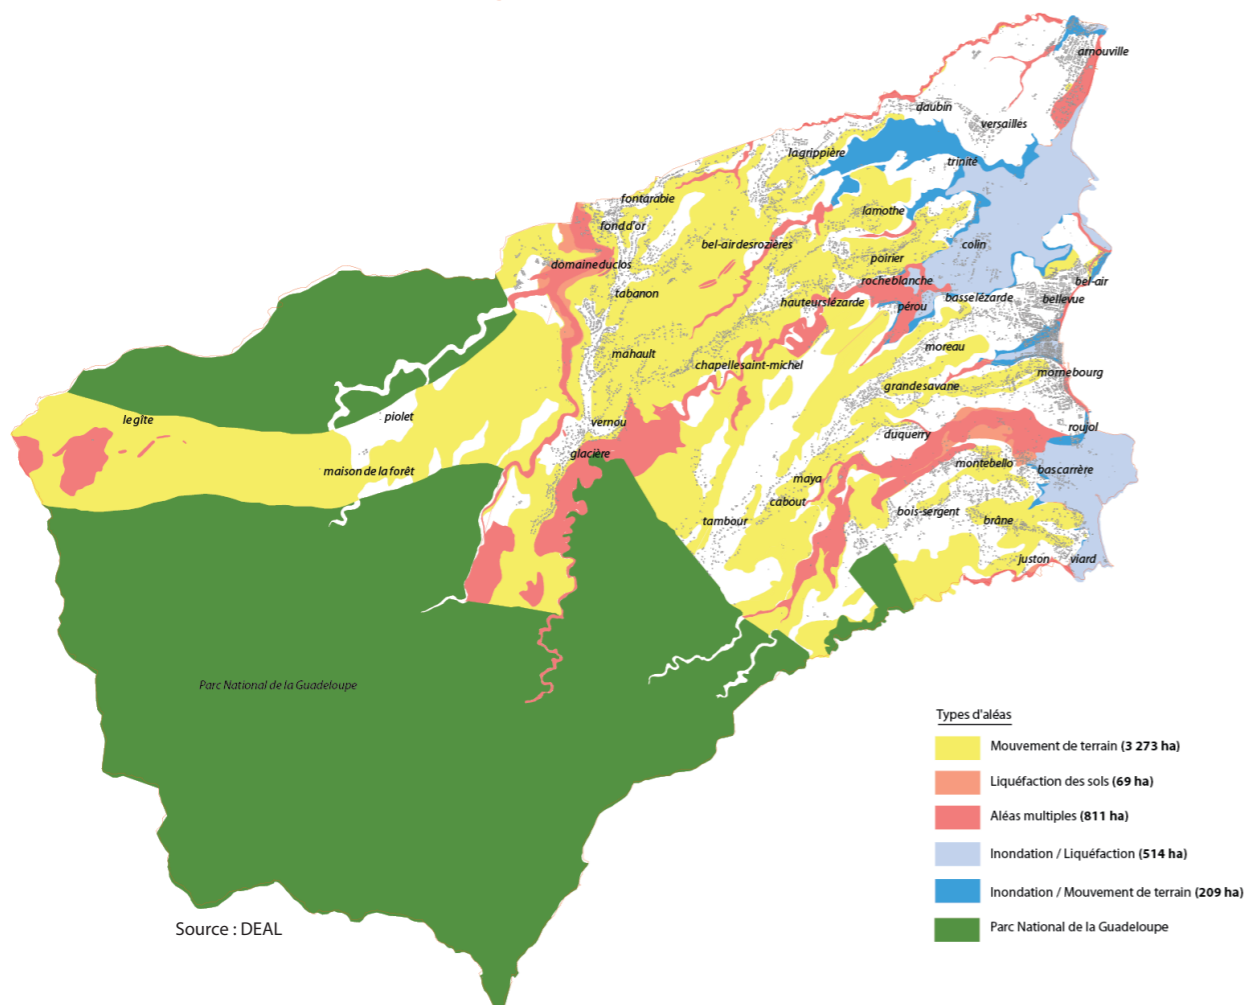 arnouville
daubin
versailles
lagrippière
trinité
fontarabie
lamothe
fond d'or
bel-air desrozières
colin
poirier
domaine duclos
rocheblanche
bel-air
tabanon
hauteurs lézarde
pérou
basse lézarde
bellevue
mahault
moreau
chapelle saint-michel
morne bourg
grande savane
le gîte
piolet
vernou
roujol
duquerry
glacière
montebello
bas carrère
maison de la forêt
maya
cabout
bois-sergent
tambour
brâne
juston
viard
Parc National de la Guadeloupe
Types d'aléas
Mouvement de terrain (3 273 ha)
Liquéfaction des sols (69 ha)
Aléas multiples (811 ha)
Inondation / Liquéfaction (514 ha)
Inondation / Mouvement de terrain (209 ha)
Parc National de la Guadeloupe
Source : DEAL